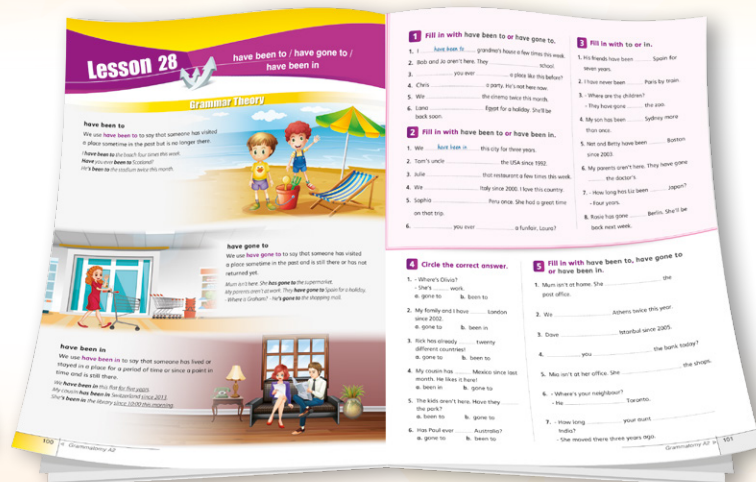 Lesson 28
have been to / have gone to /
have been in
Grammar Theory
have been to
We use have been to to say that someone has visited
a place sometime in the past but is no longer there.
I have been to the beach four times this week.
Have you ever been to Scotland?
He's been to the stadium twice this month.
have gone to
We use have gone to to say that someone has visited
a place sometime in the past and is still there or has not
returned yet.
Mum isn't here. She has gone to the supermarket.
My parents aren't at work. They have gone to Spain for a holiday.
- Where is Graham? - He's gone to the shopping mall.
have been in
We use have been in to say that someone has lived or
stayed in a place for a period of time or since a point in
time and is still there.
We have been in this flat for five years.
My cousin has been in Switzerland since 2013.
She's been in the library since 10:00 this morning.
100 « Grammatomy A2
1 Fill in with have been to or have gone to.
1. I have been to grandma's house a few times this week.
2. Bob and Jo aren't here. They school.
3. you ever a place like this before?
4. Chris a party. He's not here now.
5. We the cinema twice this month.
6. Lana Egypt for a holiday. She'll be
back soon.
2 Fill in with have been to or have been in.
1. We have been in this city for three years.
2. Tom's uncle the USA since 1992.
3. Julie that restaurant a few times this week.
4. We Italy since 2000. I love this country.
5. Sophia Peru once. She had a great time
on that trip.
6. you ever a funfair, Laura?
3 Fill in with to or in.
1. His friends have been Spain for
seven years.
2. I have never been Paris by train.
3. - Where are the children?
- They have gone the zoo.
4. My son has been Sydney more
than once.
5. Net and Betty have been Boston
since 2003.
6. My parents aren't here. They have gone
the doctor's.
7. - How long has Liz been Japan?
- Four years.
8. Rosie has gone Berlin. She'll be
back next week.
4 Circle the correct answer.
1. - Where's Olivia?
- She's work.
a. gone to b. been to
2. My family and I have London
since 2002.
a. gone to b. been in
3. Rick has already twenty
different countries!
a. gone to b. been to
4. My cousin has Mexico since last
month. He likes it here!
a. been in b. gone to
5. The kids aren't here. Have they
the park?
a. been to b. gone to
6. Has Paul ever Australia?
a. gone to b. been to
5 Fill in with have been to, have gone to
or have been in.
1. Mum isn't at home. She the
post office.
2. We Athens twice this year.
3. Dave Istanbul since 2005.
4. you the bank today?
5. Mia isn't at her office. She the shops.
6. - Where's your neighbour?
- He Toronto.
7. - How long your aunt
India?
- She moved there three years ago.
Grammatomy A2 » 101